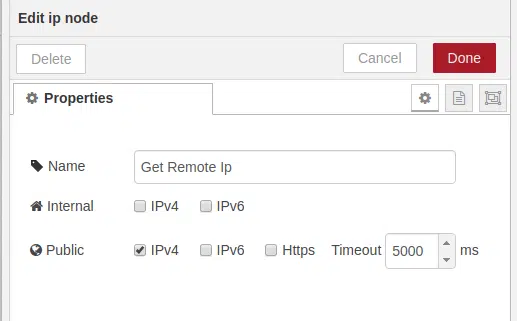 Edit ip node
Delete Cancel Done
Properties
Name Get Remote Ip
Internal IPv4 IPv6
Public IPv4 IPv6 Https Timeout 5000 ms